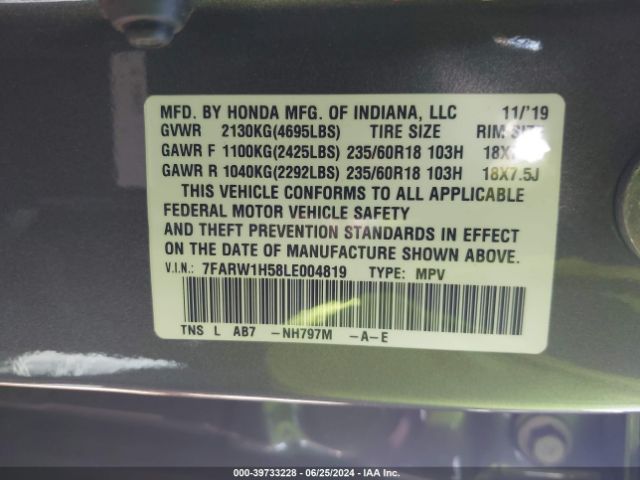 MFD. BY HONDA MFG. OF INDIANA, LLC 11/'19
GVWR 2130KG(4695LBS) TIRE SIZE RIM SIZE
GAWR F 1100KG(2425LBS) 235/60R18 103H
GAWR R 1040KG(2292LBS) 235/60R18 103H 18X7.5J
THIS VEHICLE CONFORMS TO ALL APPLICABLE
FEDERAL MOTOR VEHICLE SAFETY
AND THEFT PREVENTION STANDARDS IN EFFECT
ON THE DATE OF MANUFACTURE SHOWN ABOVE.
V.I.N.: 7FARW1H58LE004819 TYPE: MPV
TNS L AB7 -NH797M -A-E
000-39733228 - 06/25/2024 - IAA Inc.